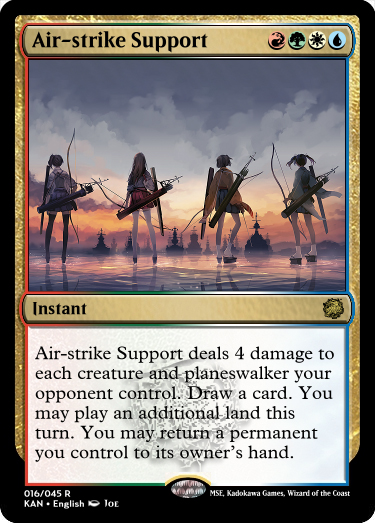 Air-strike Support
Instant
Air-strike Support deals 4 damage to
each creature and planeswalker your
opponent control. Draw a card. You
may play an additional land this
turn. You may return a permanent
you control to its owner's hand.
016/045 R
KAN • English JOE
MSE, Kadokawa Games, Wizard of the Coast